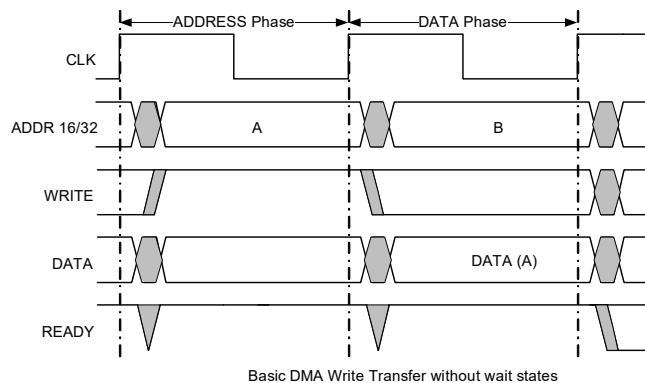 ADDRESS Phase
DATA Phase
CLK
ADDR 16/32
A
B
WRITE
DATA
DATA (A)
READY
Basic DMA Write Transfer without wait states